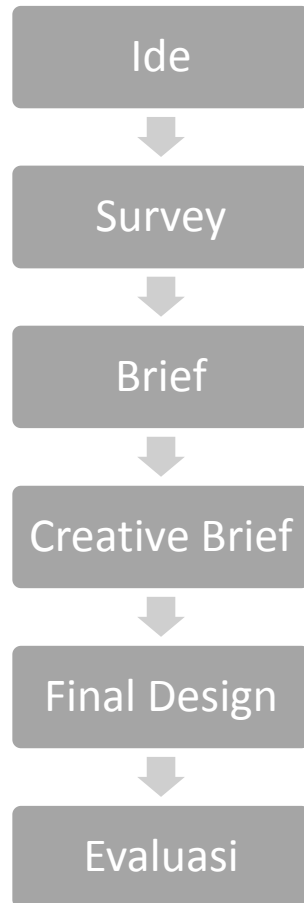 Ide
Survey
Brief
Creative Brief
Final Design
Evaluasi